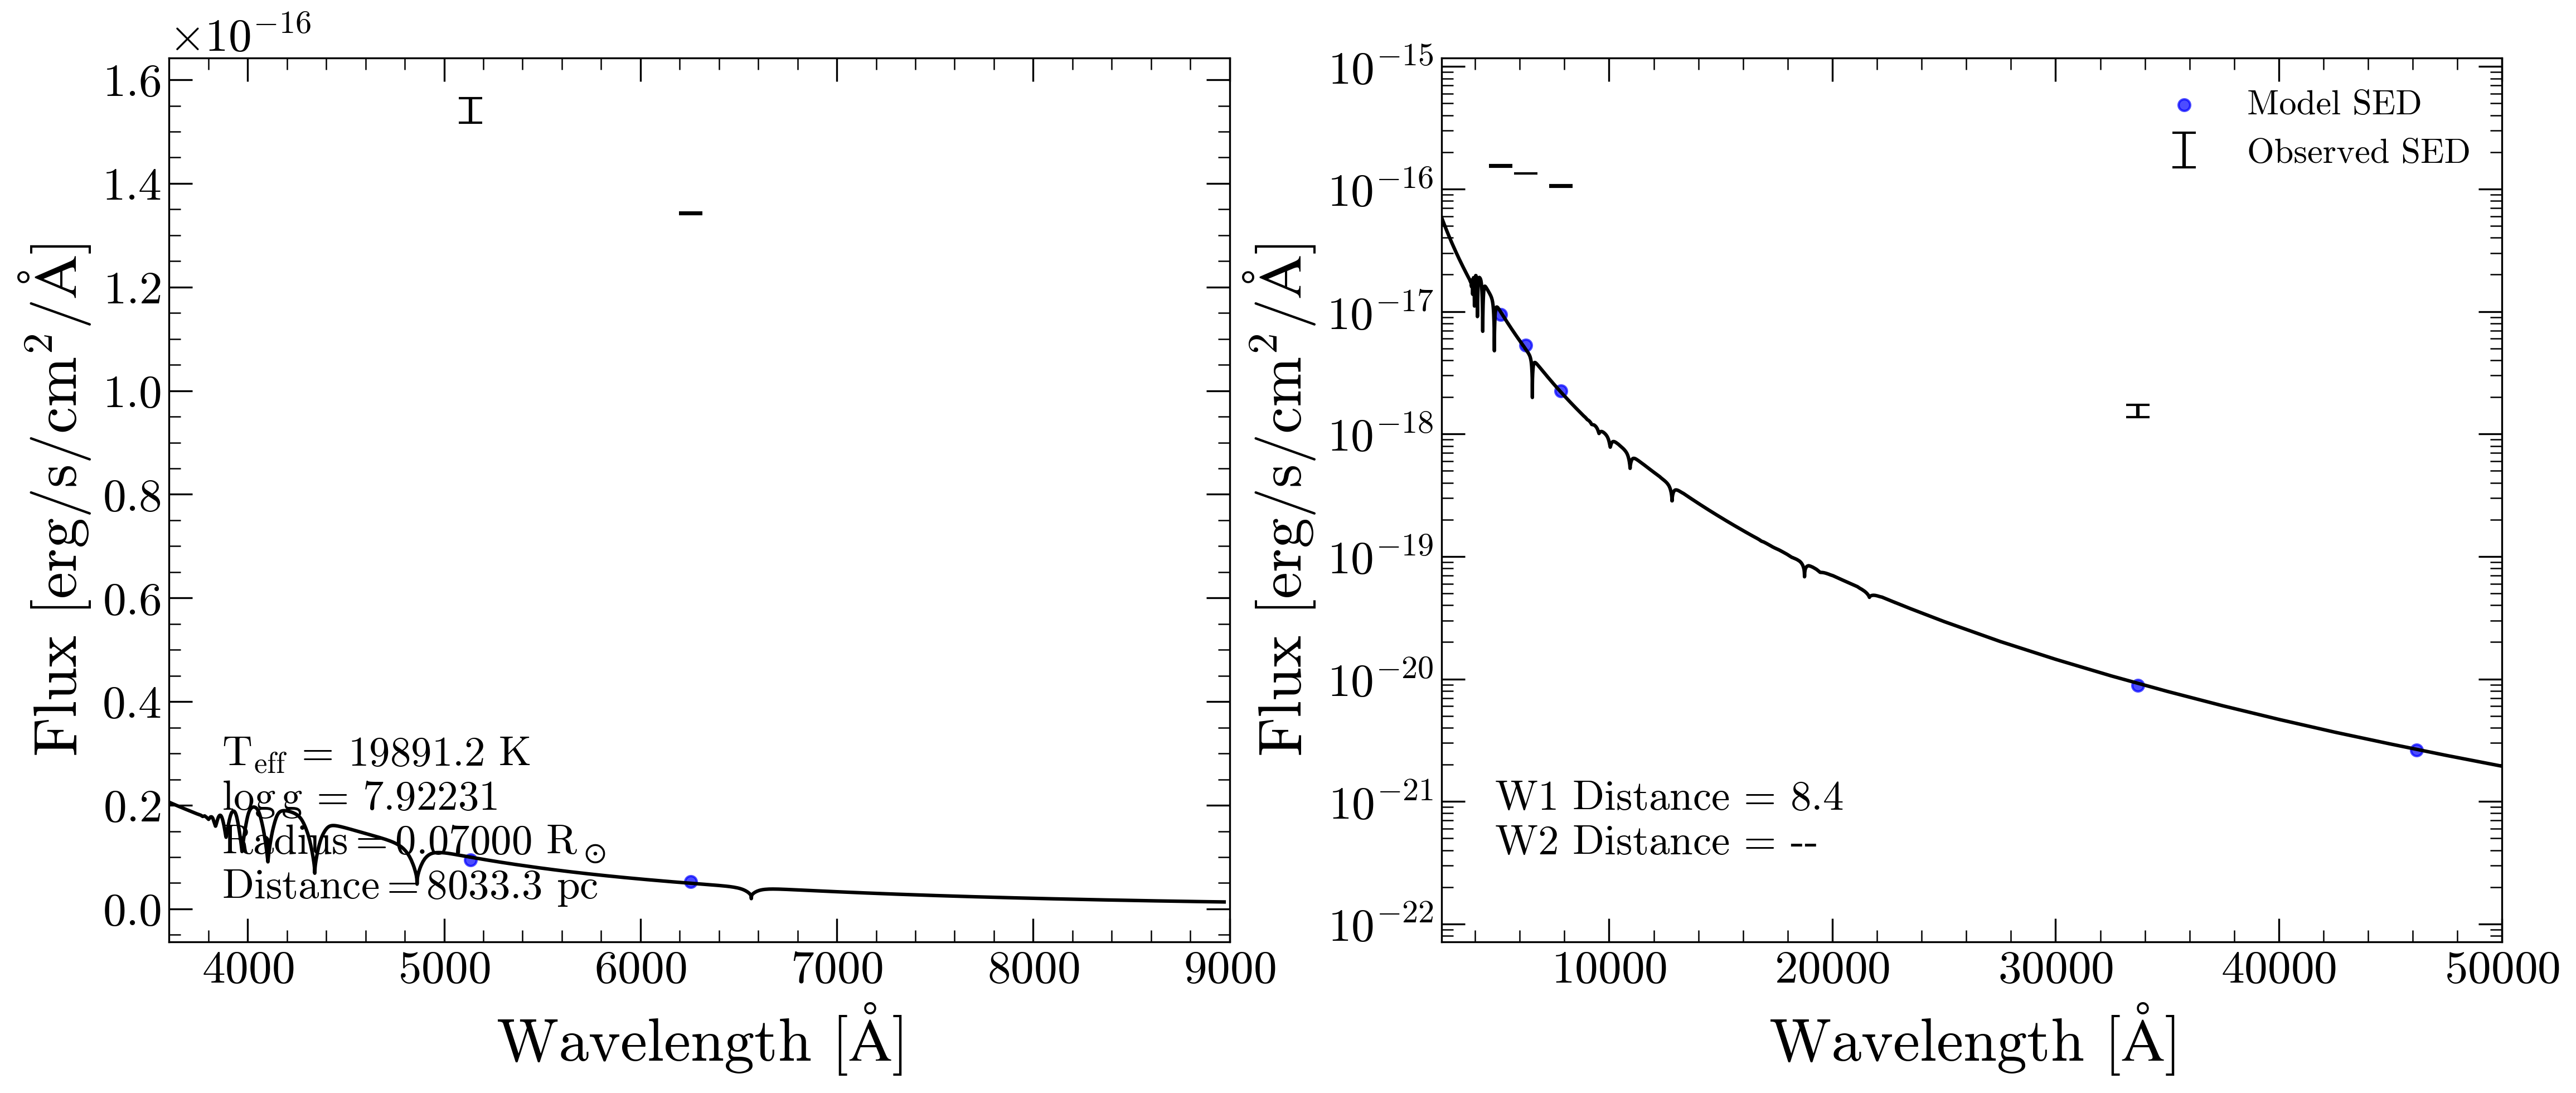 ×10⁻¹⁶
1.6
1.4
1.2
1.0
0.8
0.6
0.4
0.2
0.0
Flux [erg/s/cm²/Å]
T_eff = 19891.2 K
log g = 7.92231
Radius = 0.07000 R_⊙
Distance = 8033.3 pc
4000 5000 6000 7000 8000 9000
Wavelength [Å]
10⁻¹⁵
10⁻¹⁶
10⁻¹⁷
10⁻¹⁸
10⁻¹⁹
10⁻²⁰
10⁻²¹
10⁻²²
Flux [erg/s/cm²/Å]
Model SED
Observed SED
W1 Distance = 8.4
W2 Distance = --
10000 20000 30000 40000 50000
Wavelength [Å]